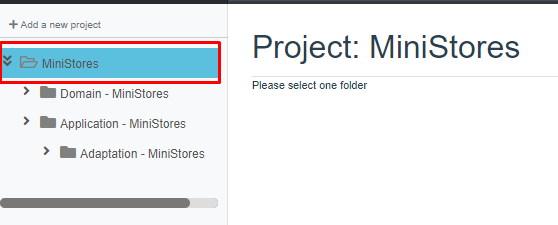 Add a new project
MiniStores
Domain - MiniStores
Application - MiniStores
Adaptation - MiniStores
Project: MiniStores
Please select one folder